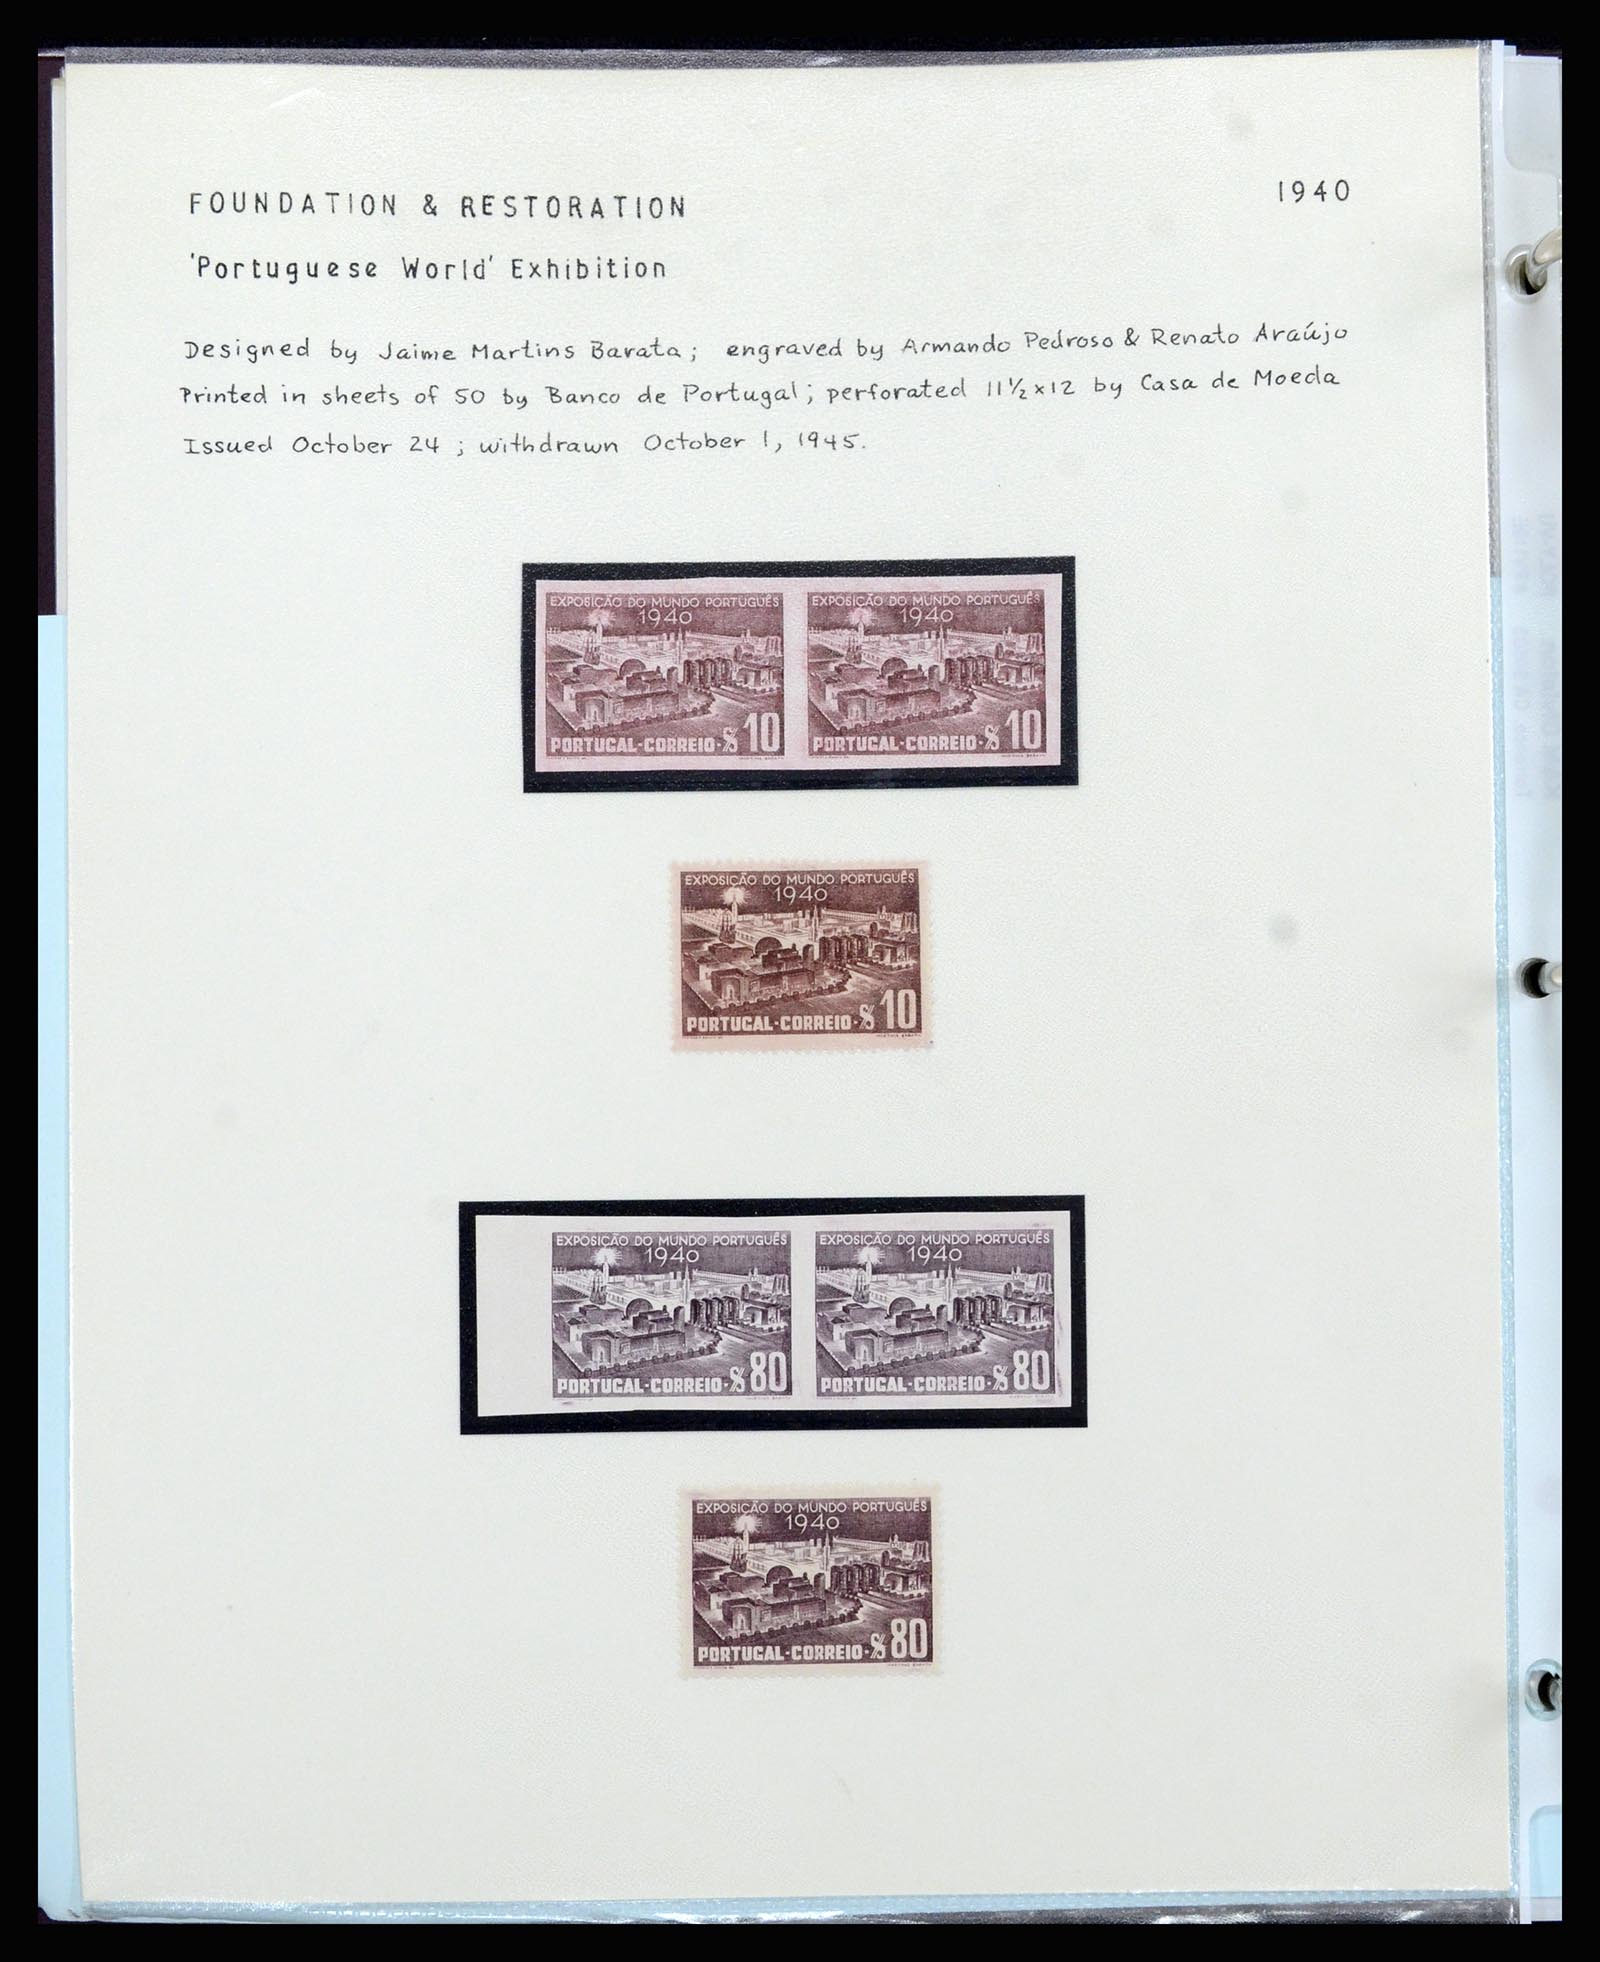 FOUNDATION & RESTORATION
1940
'Portuguese World' Exhibition
Designed by Jaime Martins Barata; engraved by Armando Pedroso & Renato Araújo
Printed in sheets of 50 by Banco de Portugal; perforated 11½ x 12 by Casa de Moeda
Issued October 24 ; withdrawn October 1, 1945.
EXPOSIÇÃO DO MUNDO PORTUGUÊS
1940
PORTUGAL-CORREIO-$10
EXPOSIÇÃO DO MUNDO PORTUGUÊS
1940
PORTUGAL-CORREIO-$10
EXPOSIÇÃO DO MUNDO PORTUGUÊS
1940
PORTUGAL-CORREIO-$10
EXPOSIÇÃO DO MUNDO PORTUGUÊS
1940
PORTUGAL-CORREIO-$80
EXPOSIÇÃO DO MUNDO PORTUGUÊS
1940
PORTUGAL-CORREIO-$80
EXPOSIÇÃO DO MUNDO PORTUGUÊS
1940
PORTUGAL-CORREIO-$80